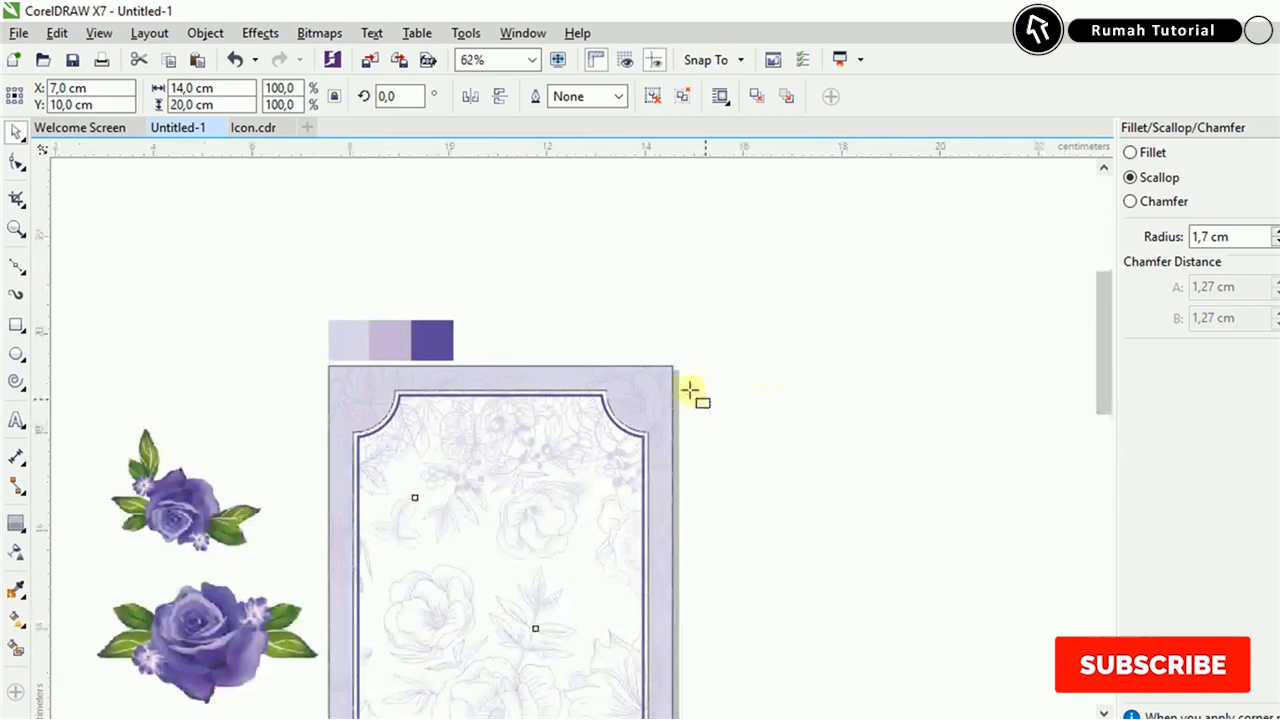 CorelDRAW X7 - Untitled-1
Rumah Tutorial
File Edit View Layout Object Effects Bitmaps Text Table Tools Window Help
62% Snap To
X: 7,0 cm 14,0 cm 100,0 % 0,0 ° None
Y: 10,0 cm 20,0 cm 100,0 %
Welcome Screen Untitled-1 Icon.cdr
Fillet/Scallop/Chamfer
centimeters
Fillet
Scallop
Chamfer
Radius: 1,7 cm
Chamfer Distance
A: 1,27 cm
B: 1,27 cm
SUBSCRIBE
When you apply corner